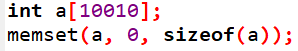 int a[10010];
memset(a, 0, sizeof(a));